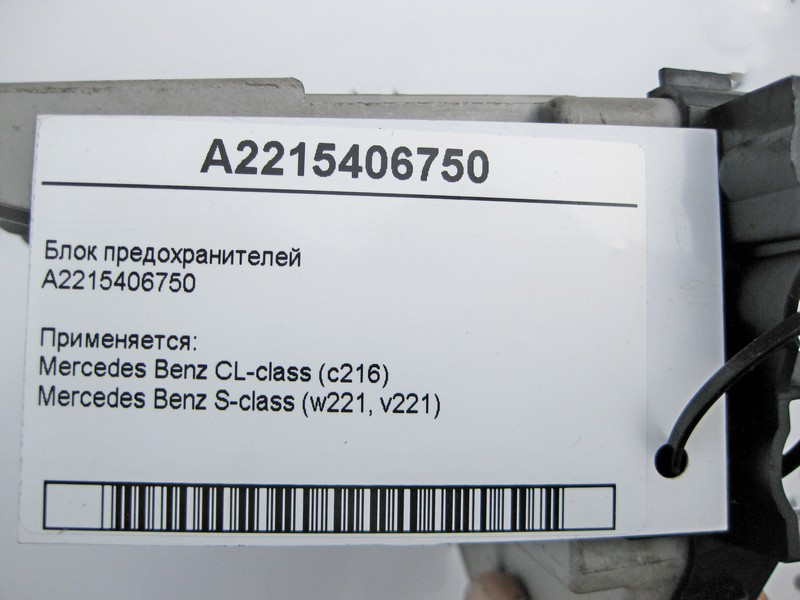 A2215406750
Блок предохранителей
A2215406750
Применяется:
Mercedes Benz CL-class (c216)
Mercedes Benz S-class (w221, v221)